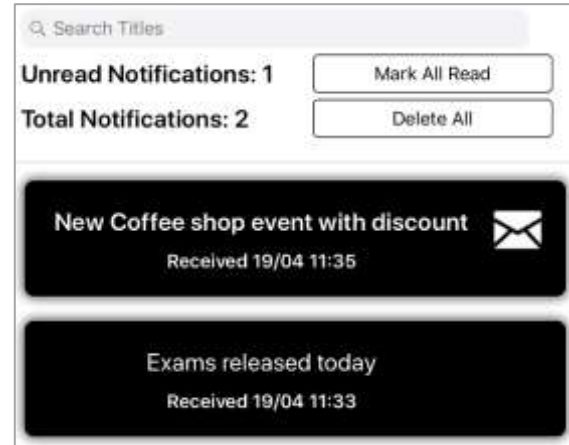 Search Titles
Unread Notifications: 1
Mark All Read
Total Notifications: 2
Delete All
New Coffee shop event with discount
Received 19/04 11:35
Exams released today
Received 19/04 11:33